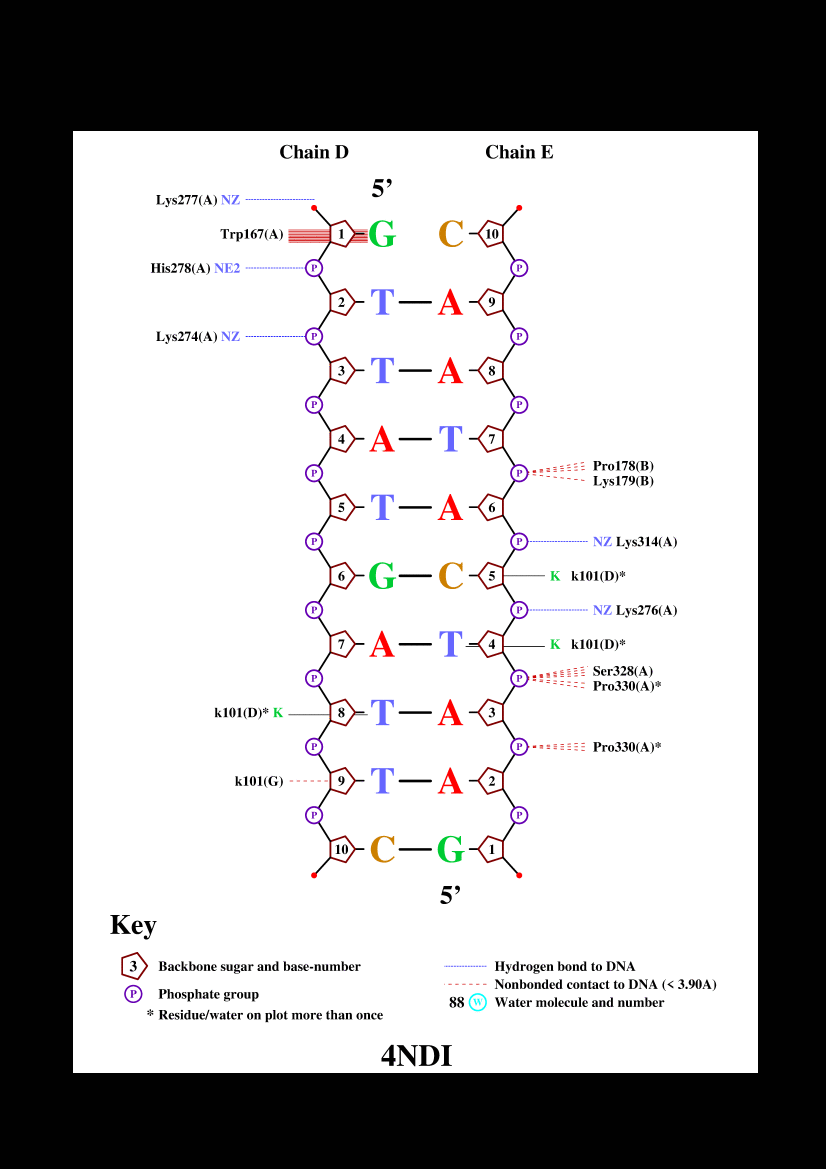 Chain D Chain E
5’
Lys277(A) NZ
Trp167(A) 1 G C 10
His278(A) NE2 P P
2 T A 9
Lys274(A) NZ P P
3 T A 8
P P
4 A T 7
P P Pro178(B)
Lys179(B)
5 T A 6
P P NZ Lys314(A)
6 G C 5 K k101(D)*
P P NZ Lys276(A)
7 A T 4 K k101(D)*
P P Ser328(A)
Pro330(A)*
k101(D)* K 8 T A 3
P P Pro330(A)*
k101(G) 9 T A 2
P P
10 C G 1
5’
Key
3 Backbone sugar and base-number
P Phosphate group
* Residue/water on plot more than once
Hydrogen bond to DNA
Nonbonded contact to DNA (< 3.90A)
88 W Water molecule and number
4NDI